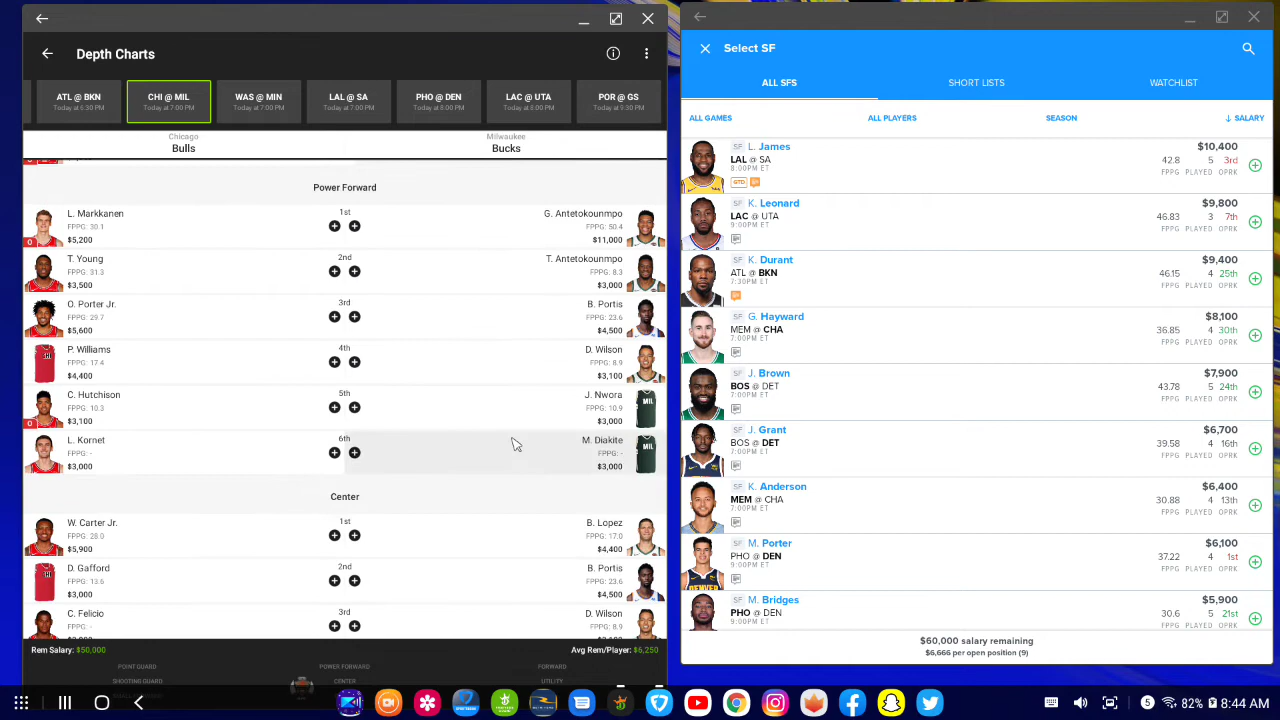 Depth Charts
ATL @ BKN
Today at 6:30 PM
CHI @ MIL
Today at 7:00 PM
WAS @ MIN
Today at 7:00 PM
LAL @ SA
Today at 7:00 PM
PHO @ DEN
Today at 8:00 PM
LAC @ UTA
Today at 8:00 PM
POR @ GS
Today at 9:30 PM
Chicago
Bulls
Milwaukee
Bucks
Power Forward
L. Markkanen
FPPG: 30.1
$5,200
O
1st
G. Antetokounmpo
FPPG: 50.4
$11,000
T. Young
FPPG: 31.3
$3,500
2nd
T. Antetokounmpo
FPPG: 8.3
$3,000
O. Porter Jr.
FPPG: 29.7
$5,600
3rd
B. Portis
FPPG: 23.6
$4,500
P. Williams
FPPG: 17.4
$4,400
4th
D. Wilson
FPPG: 8.9
$3,100
C. Hutchison
FPPG: 10.3
$3,100
O
5th
J. Nwora
FPPG: 10.9
$3,000
MIL
L. Kornet
FPPG: -
$3,000
6th
M. Diakite
FPPG: -
$3,000
MIL
Center
W. Carter Jr.
FPPG: 28.0
$5,900
1st
B. Lopez
FPPG: 17.0
$4,400
D. Gafford
FPPG: 13.6
$3,000
2nd
B. Portis
FPPG: 23.6
$4,500
C. Felicio
FPPG: -
3rd
D. Wilson
FPPG: 8.9
Rem Salary: $50,000
Avg Rem/Player: $6,250
POINT GUARD
POWER FORWARD
FORWARD
SHOOTING GUARD
CENTER
UTILITY
Select SF
ALL SFS
SHORT LISTS
WATCHLIST
ALL GAMES
ALL PLAYERS
SEASON
↓ SALARY
SF L. James
$10,400
LAL @ SA
42.8 5 3rd
8:00PM ET
FPPG PLAYED OPRK
GTD
SF K. Leonard
$9,800
LAC @ UTA
46.83 3 7th
9:00PM ET
FPPG PLAYED OPRK
SF K. Durant
$9,400
ATL @ BKN
46.15 4 25th
7:30PM ET
FPPG PLAYED OPRK
SF G. Hayward
$8,100
MEM @ CHA
36.85 4 30th
7:00PM ET
FPPG PLAYED OPRK
SF J. Brown
$7,900
BOS @ DET
43.78 5 24th
7:00PM ET
FPPG PLAYED OPRK
SF J. Grant
$6,700
BOS @ DET
39.58 4 16th
7:00PM ET
FPPG PLAYED OPRK
SF K. Anderson
$6,400
MEM @ CHA
30.88 4 13th
7:00PM ET
FPPG PLAYED OPRK
SF M. Porter
$6,100
PHO @ DEN
37.22 4 1st
9:00PM ET
FPPG PLAYED OPRK
SF M. Bridges
$5,900
PHO @ DEN
30.6 5 21st
9:00PM ET
FPPG PLAYED OPRK
$60,000 salary remaining
$6,666 per open position (9)
5
82%
8:44 AM